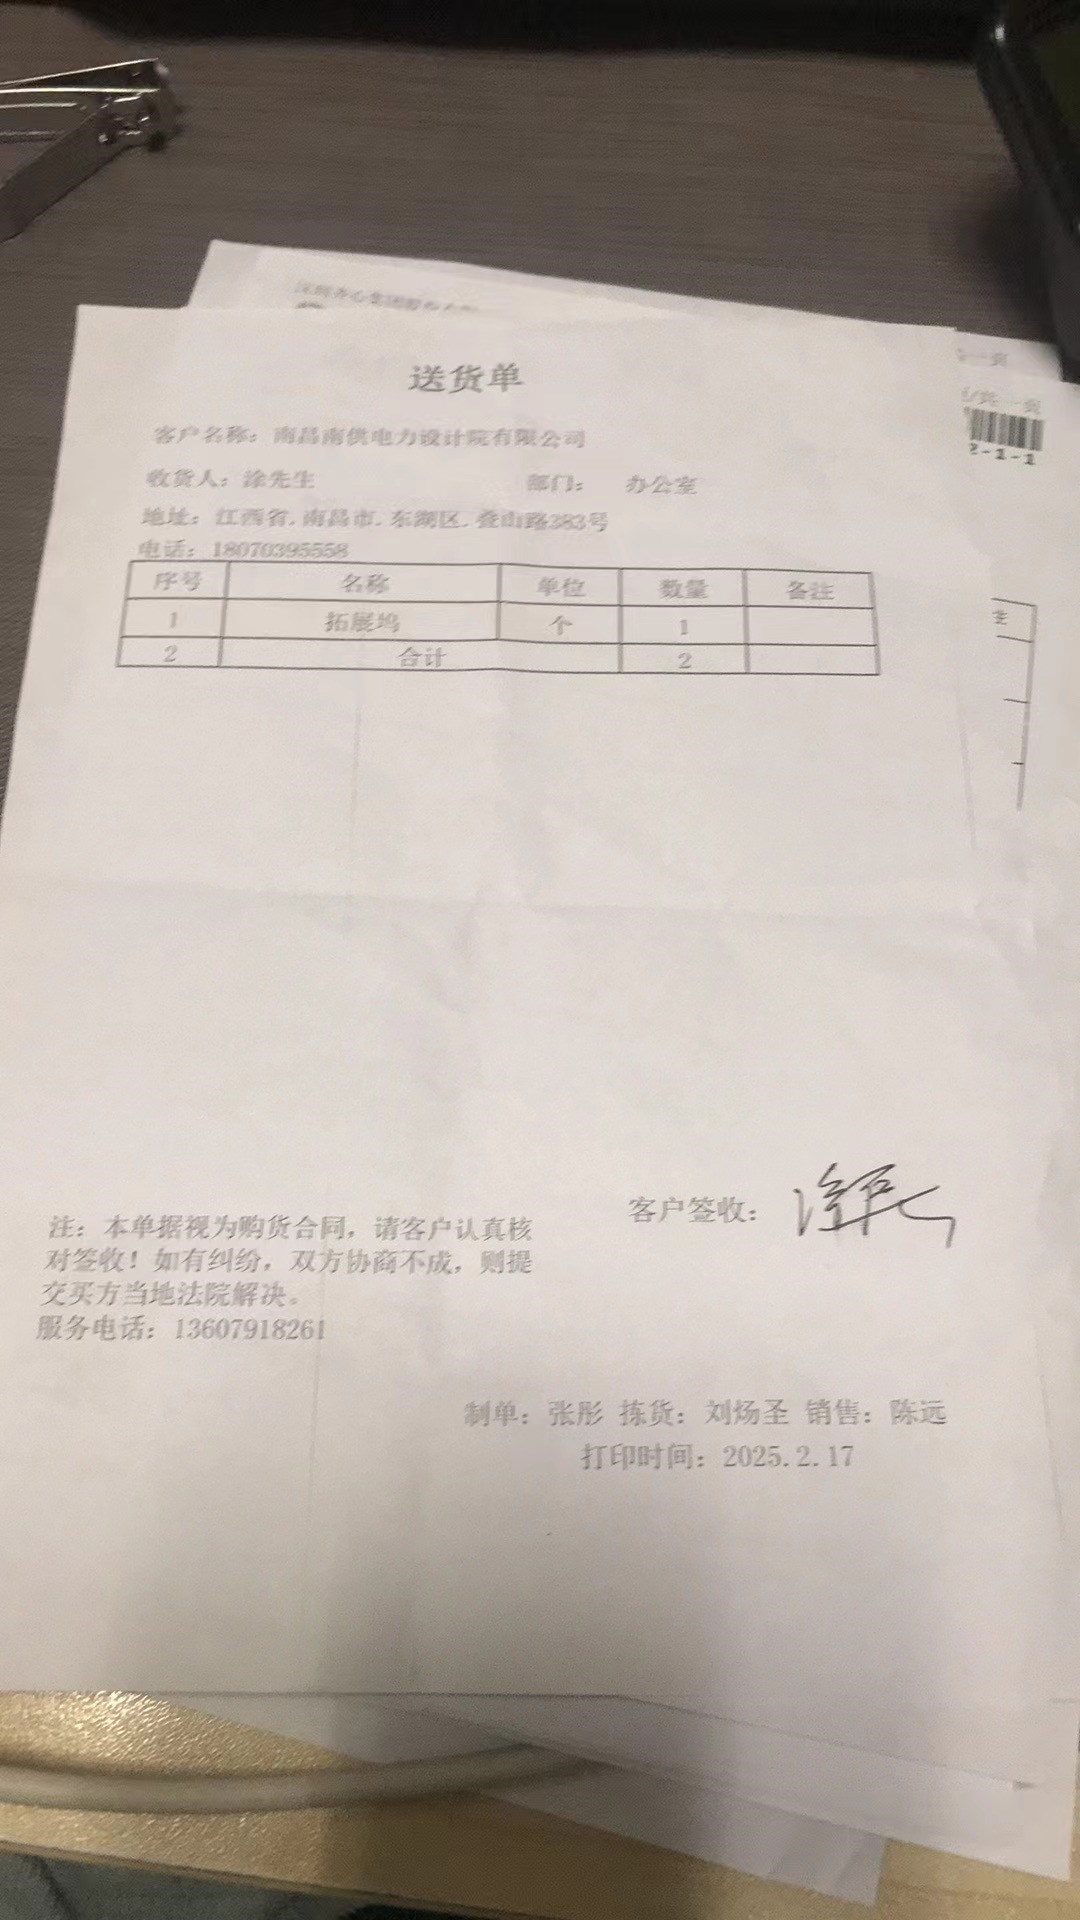 送货单
客户名称：南昌南供电力设计院有限公司
收货人：涂先生 部门： 办公室
地址：江西省.南昌市.东湖区.叠山路383号
电话：18070395558
序号 名称 单位 数量 备注
1 拓展坞 个 1
2 合计 2
客户签收：
注：本单据视为购货合同，请客户认真核
对签收！如有纠纷，双方协商不成，则提
交买方当地法院解决。
服务电话：13607918261
制单：张彤 拣货：刘炀圣 销售：陈远
打印时间：2025.2.17
2-1-1